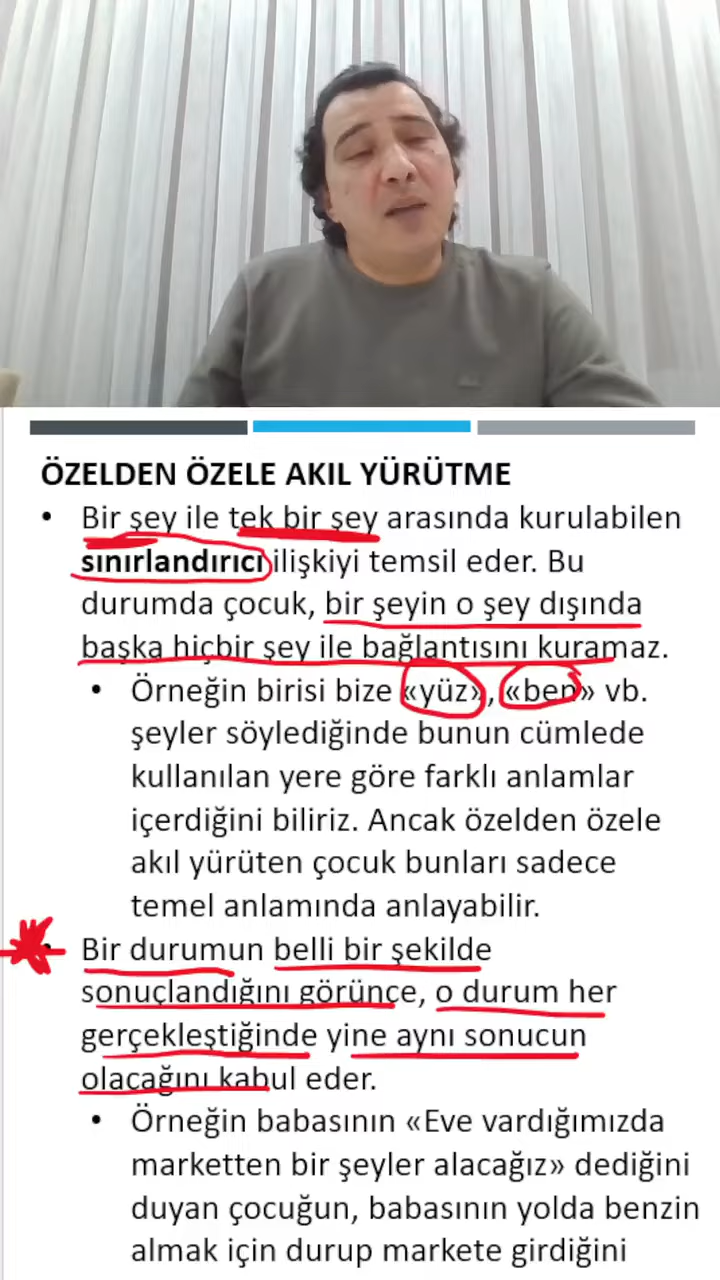 ÖZELDEN ÖZELE AKIL YÜRÜTME
• Bir şey ile tek bir şey arasında kurulabilen
sınırlandırıcı ilişkiyi temsil eder. Bu
durumda çocuk, bir şeyin o şey dışında
başka hiçbir şey ile bağlantısını kuramaz.
• Örneğin birisi bize «yüz», «ben» vb.
şeyler söylediğinde bunun cümlede
kullanılan yere göre farklı anlamlar
içerdiğini biliriz. Ancak özelden özele
akıl yürüten çocuk bunları sadece
temel anlamında anlayabilir.
• Bir durumun belli bir şekilde
sonuçlandığını görünce, o durum her
gerçekleştiğinde yine aynı sonucun
olacağını kabul eder.
• Örneğin babasının «Eve vardığımızda
marketten bir şeyler alacağız» dediğini
duyan çocuğun, babasının yolda benzin
almak için durup markete girdiğini